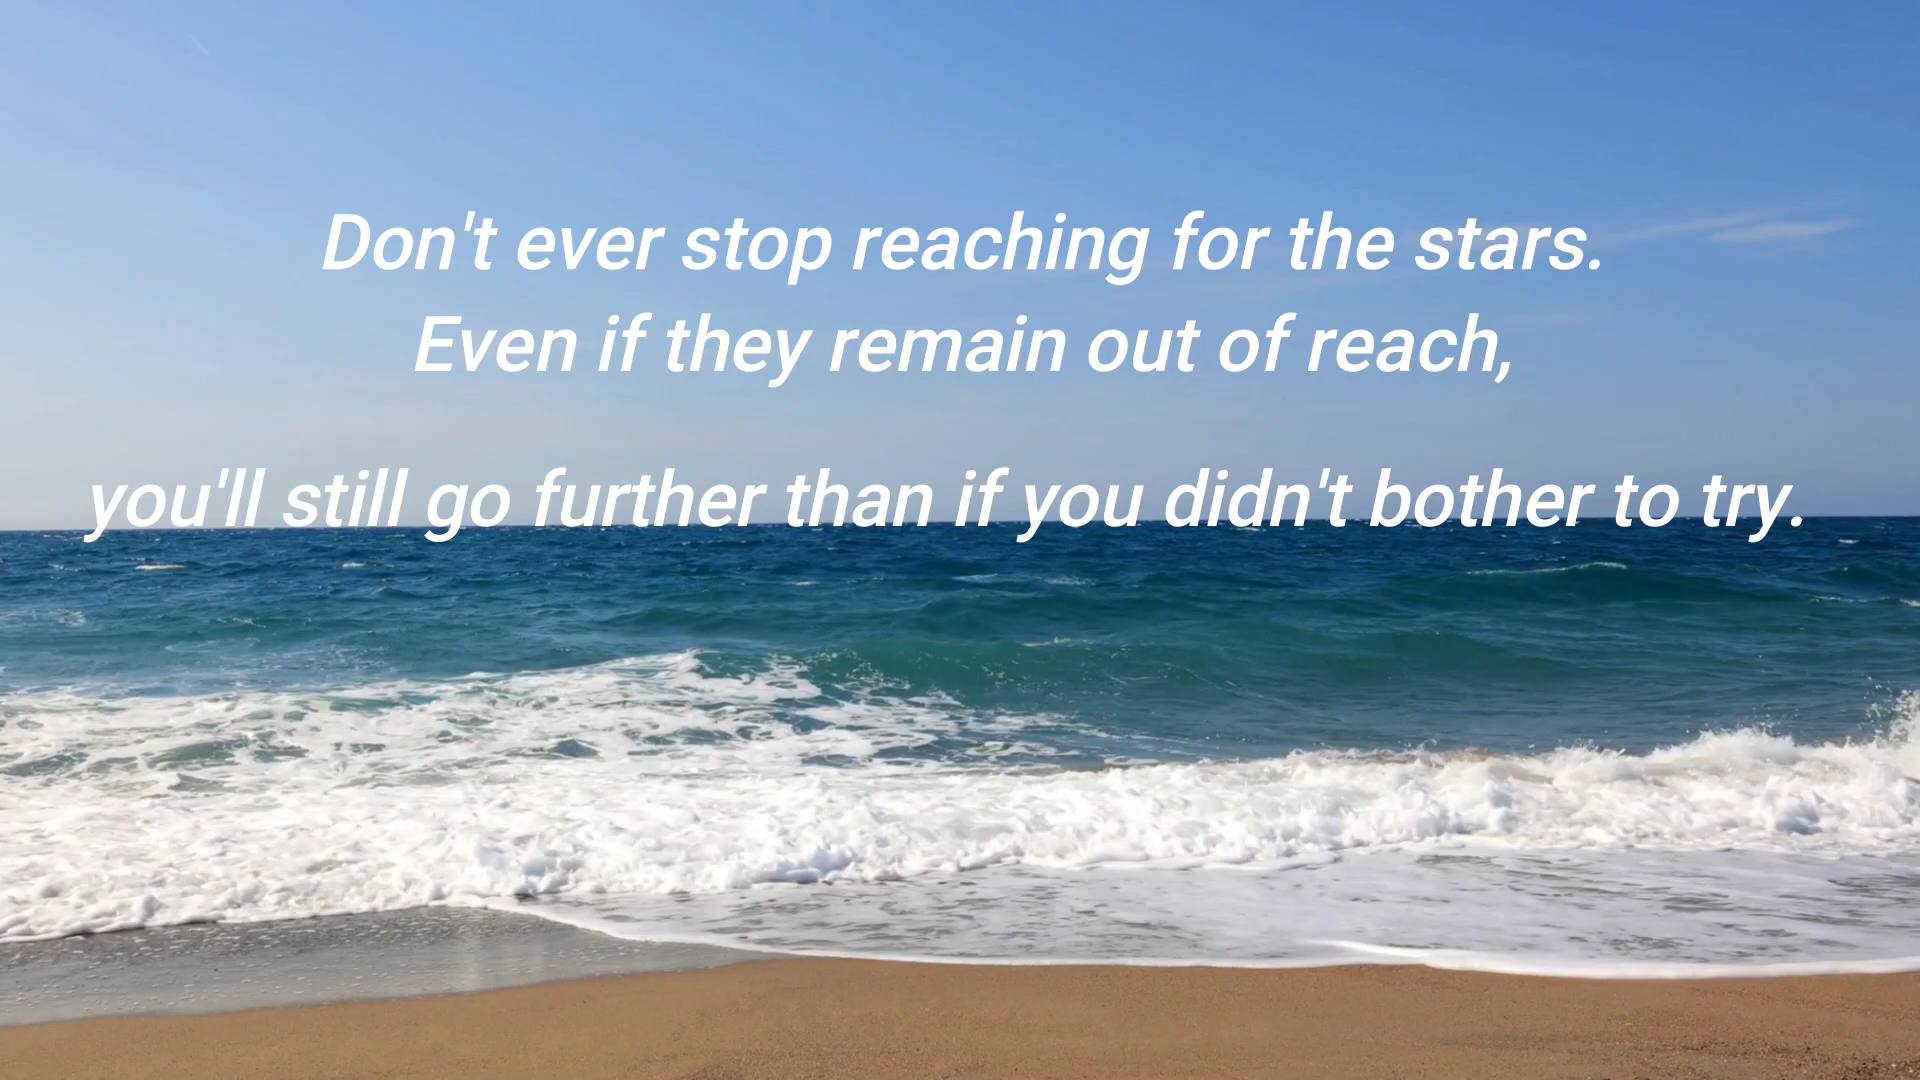 Don't ever stop reaching for the stars.
Even if they remain out of reach,
you'll still go further than if you didn't bother to try.